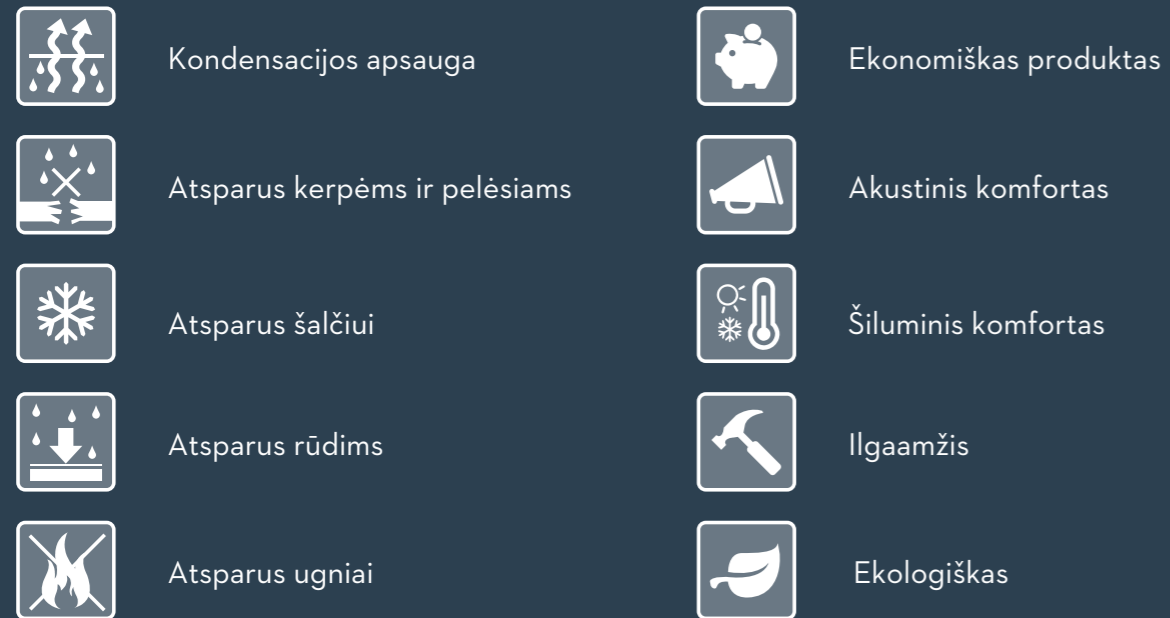 Kondensacijos apsauga
Atsparus kerpėms ir pelėsiams
Atsparus šalčiui
Atsparus rūdims
Atsparus ugniai
Ekonomiškas produktas
Akustinis komfortas
Šiluminis komfortas
Ilgaamžis
Ekologiškas